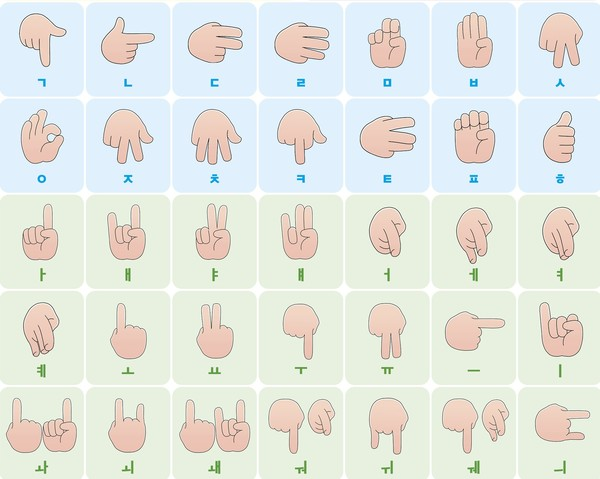 ㄱ ㄴ ㄷ ㄹ ㅁ ㅂ ㅅ
ㅇ ㅈ ㅊ ㅋ ㅌ ㅍ ㅎ
ㅏ ㅐ ㅑ ㅒ ㅓ ㅔ ㅕ
ㅖ ㅗ ㅛ ㅜ ㅠ ㅡ ㅣ
ㅘ ㅚ ㅙ ㅝ ㅟ ㅞ ㅢ